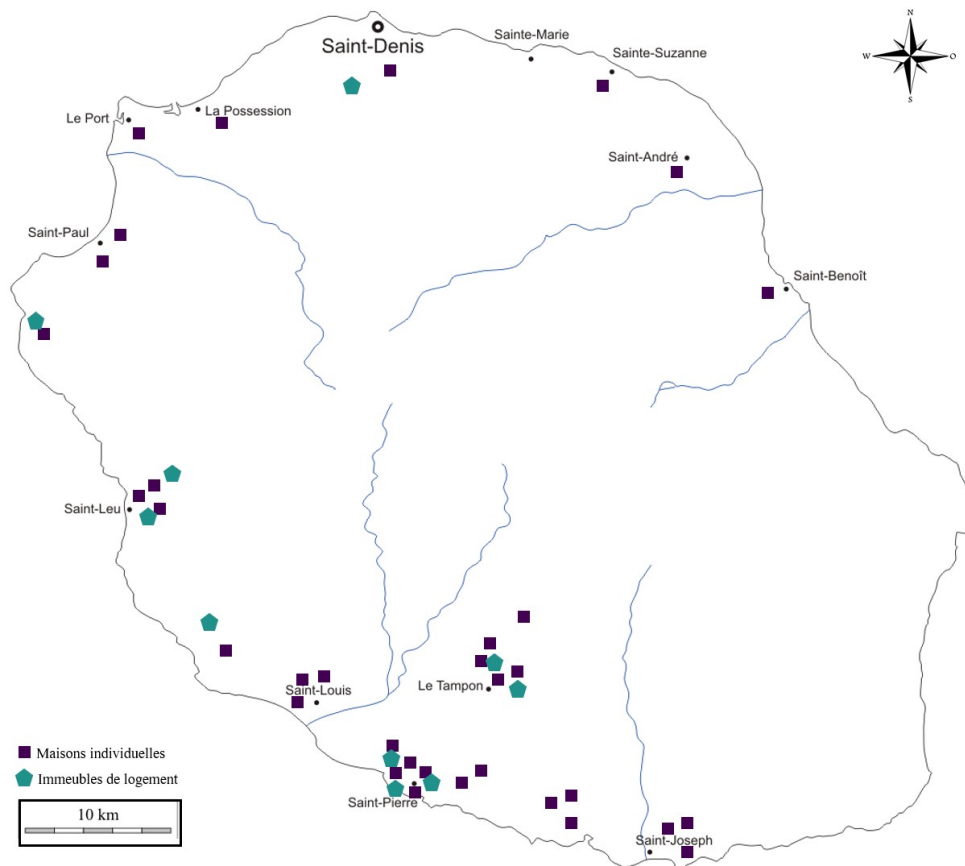 N
W
O
S
Saint-Denis
Sainte-Marie
Sainte-Suzanne
Le Port
La Possession
Saint-André
Saint-Paul
Saint-Benoît
Saint-Leu
Saint-Louis
Le Tampon
Saint-Pierre
Saint-Joseph
Maisons individuelles
Immeubles de logement
10 km